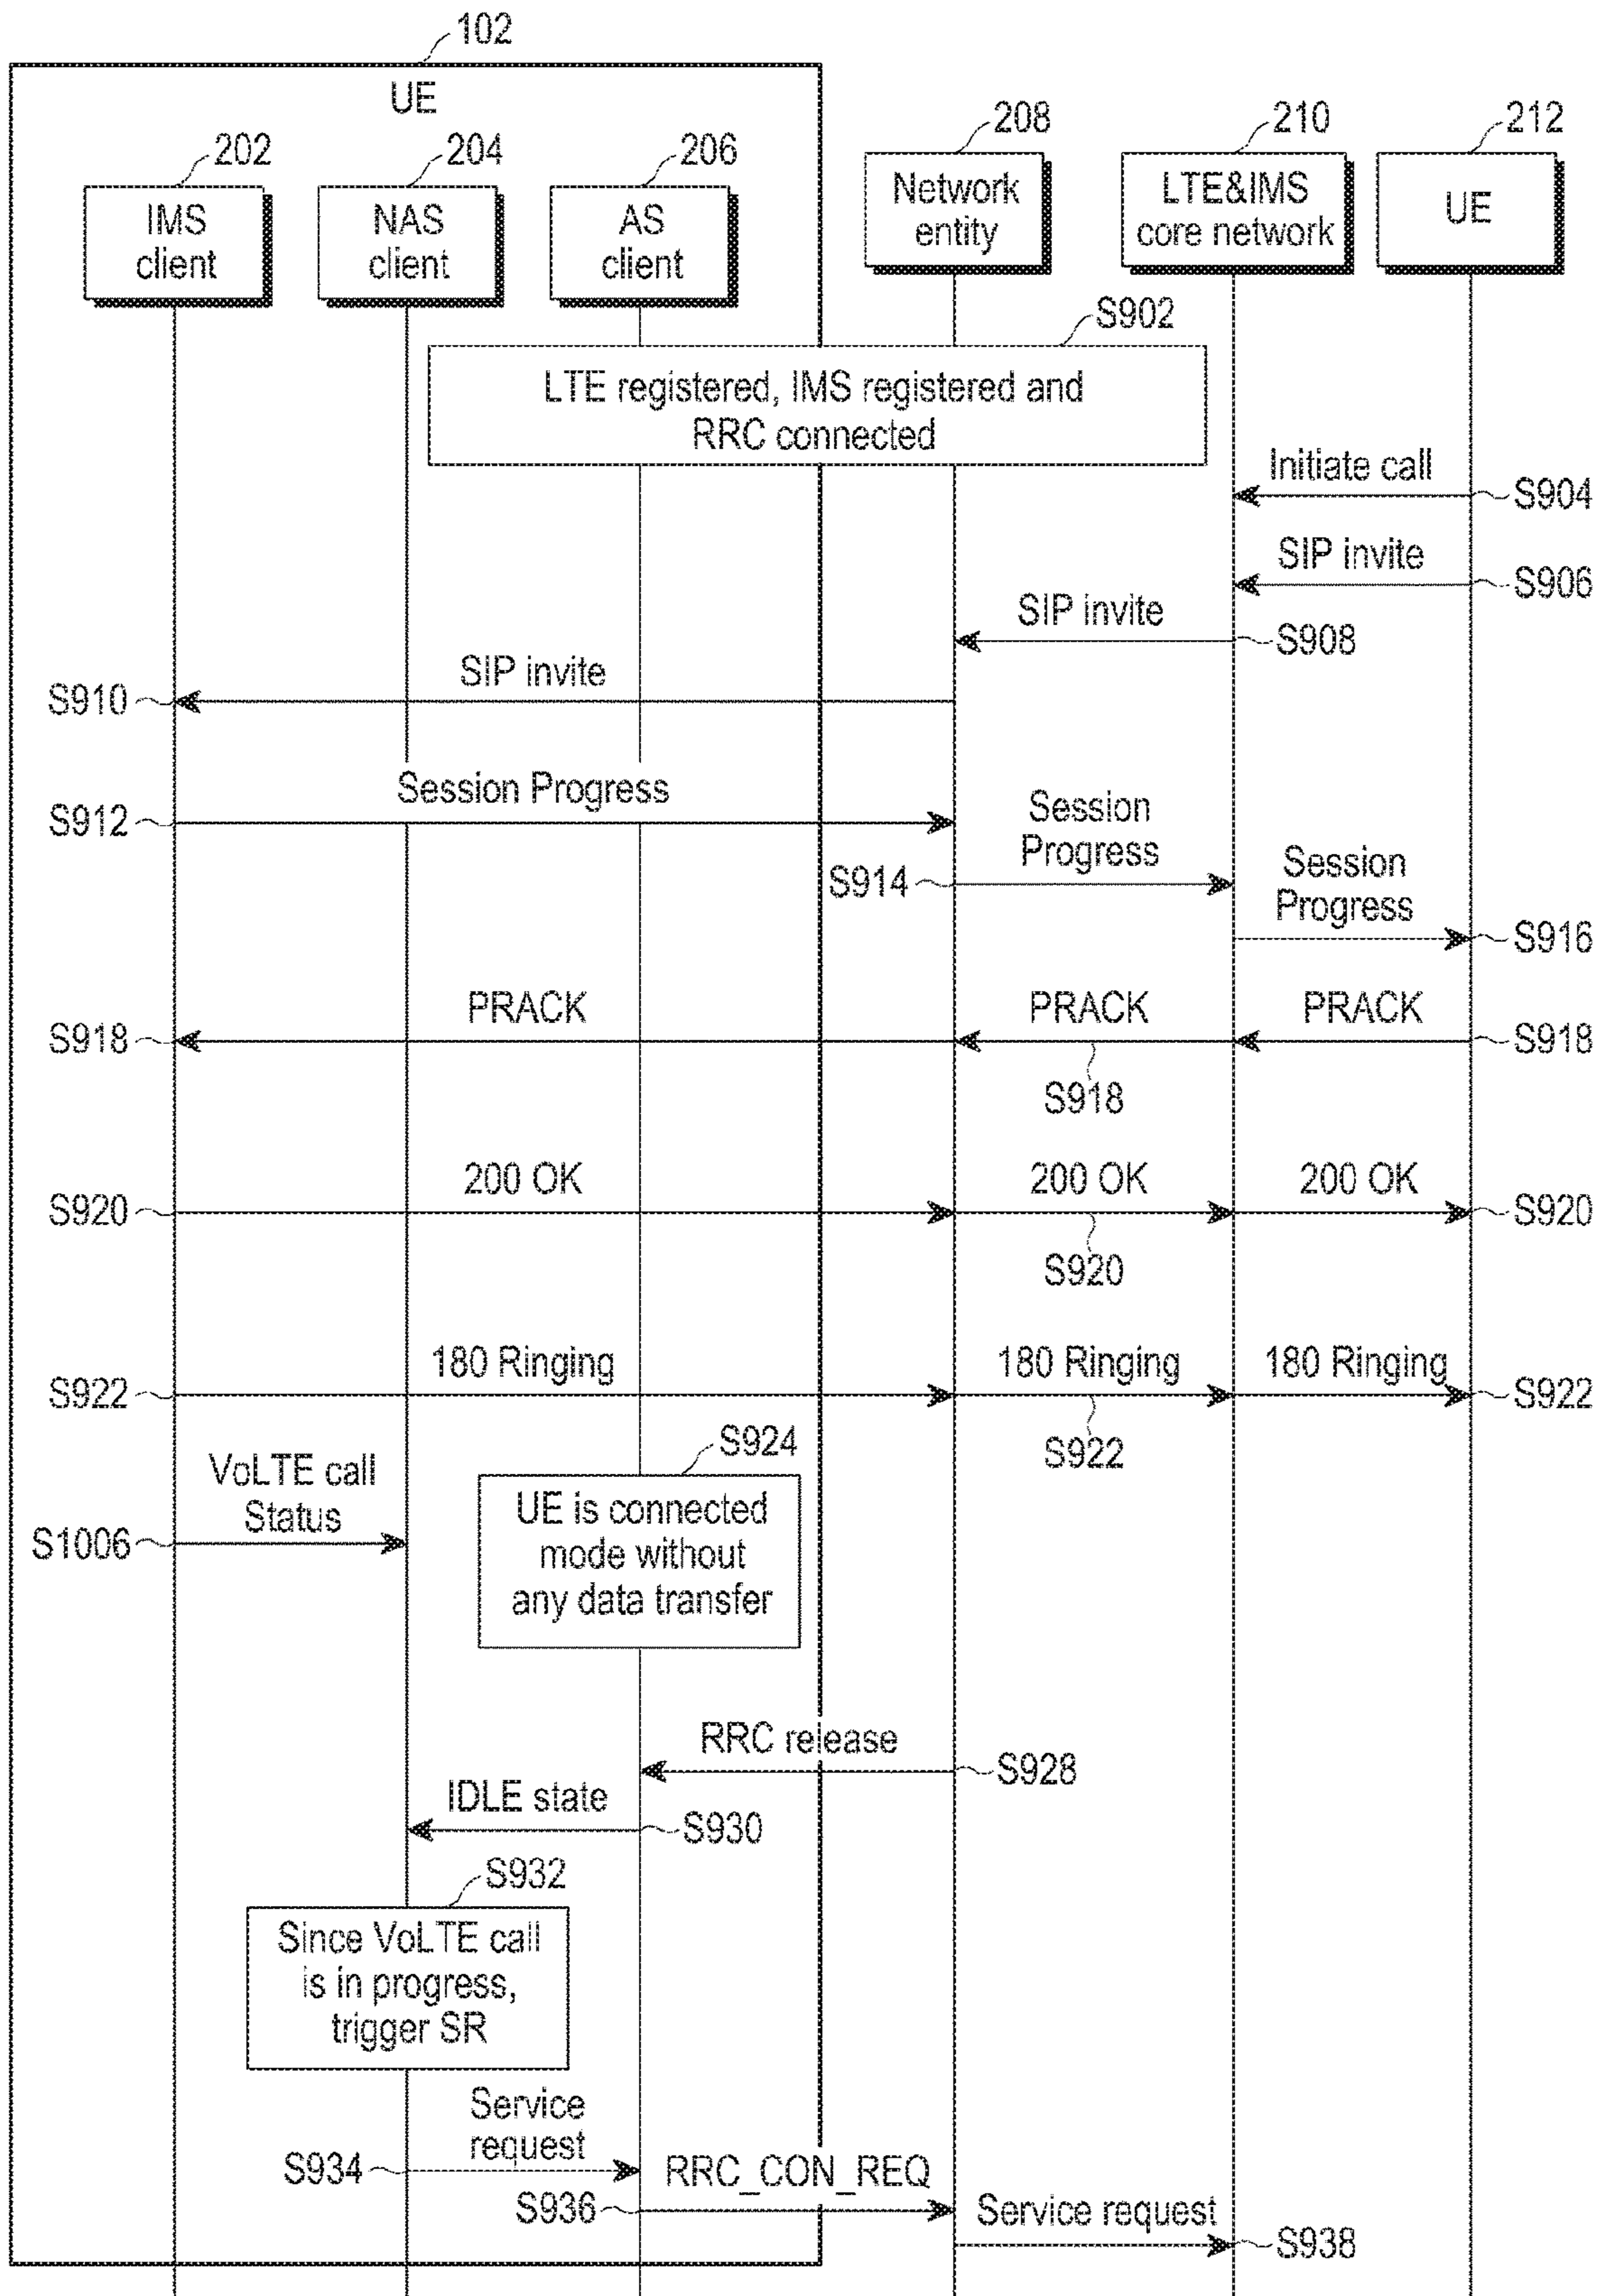 102
UE
202
204
206
208
210
212
IMS
client
NAS
client
AS
client
Network
entity
LTE&IMS
core network
UE
S902
LTE registered, IMS registered and
RRC connected
Initiate call
S904
SIP invite
S906
SIP invite
S908
SIP invite
S910
Session Progress
S912
Session
Progress
S914
Session
Progress
S916
PRACK
PRACK
PRACK
S918
S918
S918
200 OK
200 OK
200 OK
S920
S920
S920
180 Ringing
180 Ringing
180 Ringing
S922
S922
S922
S924
VoLTE call
Status
S1006
UE is connected
mode without
any data transfer
RRC release
S928
IDLE state
S930
S932
Since VoLTE call
is in progress,
trigger SR
Service
request
S934
RRC_CON_REQ
S936
Service request
S938